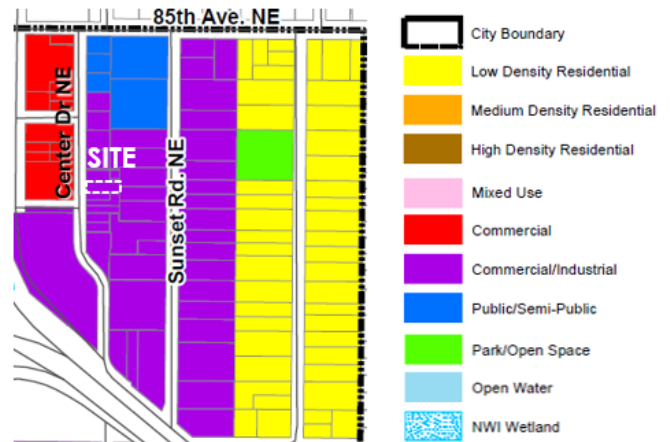 85th Ave. NE
Center Dr NE
SITE
Sunset Rd. NE
City Boundary
Low Density Residential
Medium Density Residential
High Density Residential
Mixed Use
Commercial
Commercial/Industrial
Public/Semi-Public
Park/Open Space
Open Water
NWI Wetland